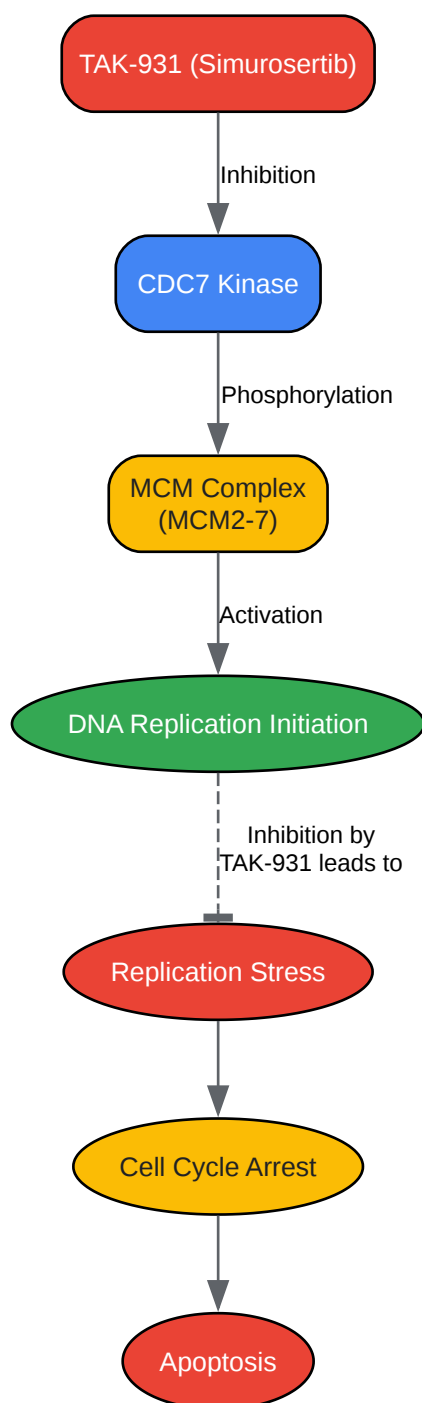 TAK-931 (Simurosertib)
Inhibition
CDC7 Kinase
Phosphorylation
MCM Complex
(MCM2-7)
Activation
DNA Replication Initiation
Inhibition by
TAK-931 leads to
Replication Stress
Cell Cycle Arrest
Apoptosis